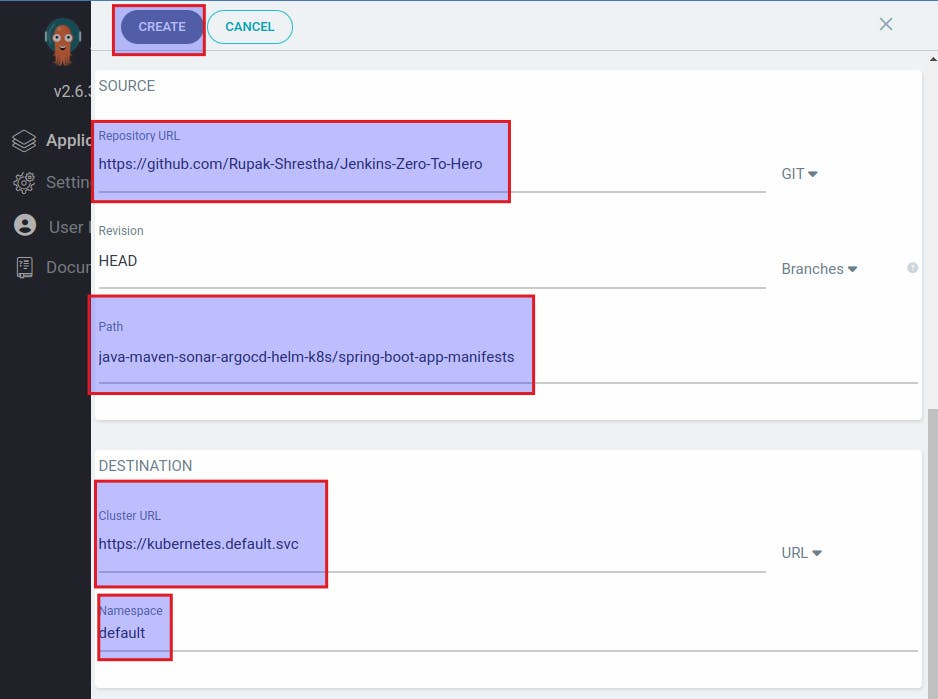 CREATE
CANCEL
v2.6.3
SOURCE
Applic
Repository URL
https://github.com/Rupak-Shrestha/Jenkins-Zero-To-Hero
GIT
Settin
User
Revision
HEAD
Branches
Docum
Path
java-maven-sonar-argocd-helm-k8s/spring-boot-app-manifests
DESTINATION
Cluster URL
https://kubernetes.default.svc
URL
Namespace
default